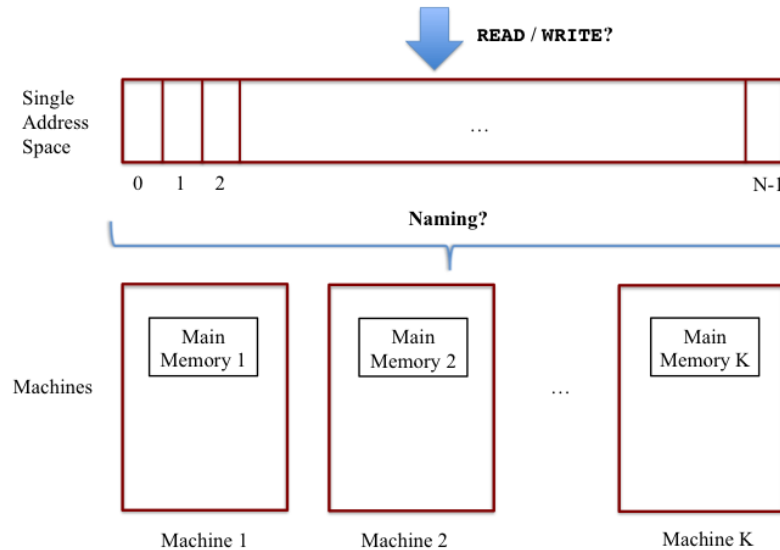 READ / WRITE?
Single
Address
Space
...
0 1 2 N-1
Naming?
Main
Memory 1
Main
Memory 2
Main
Memory K
Machines
...
Machine 1 Machine 2 Machine K